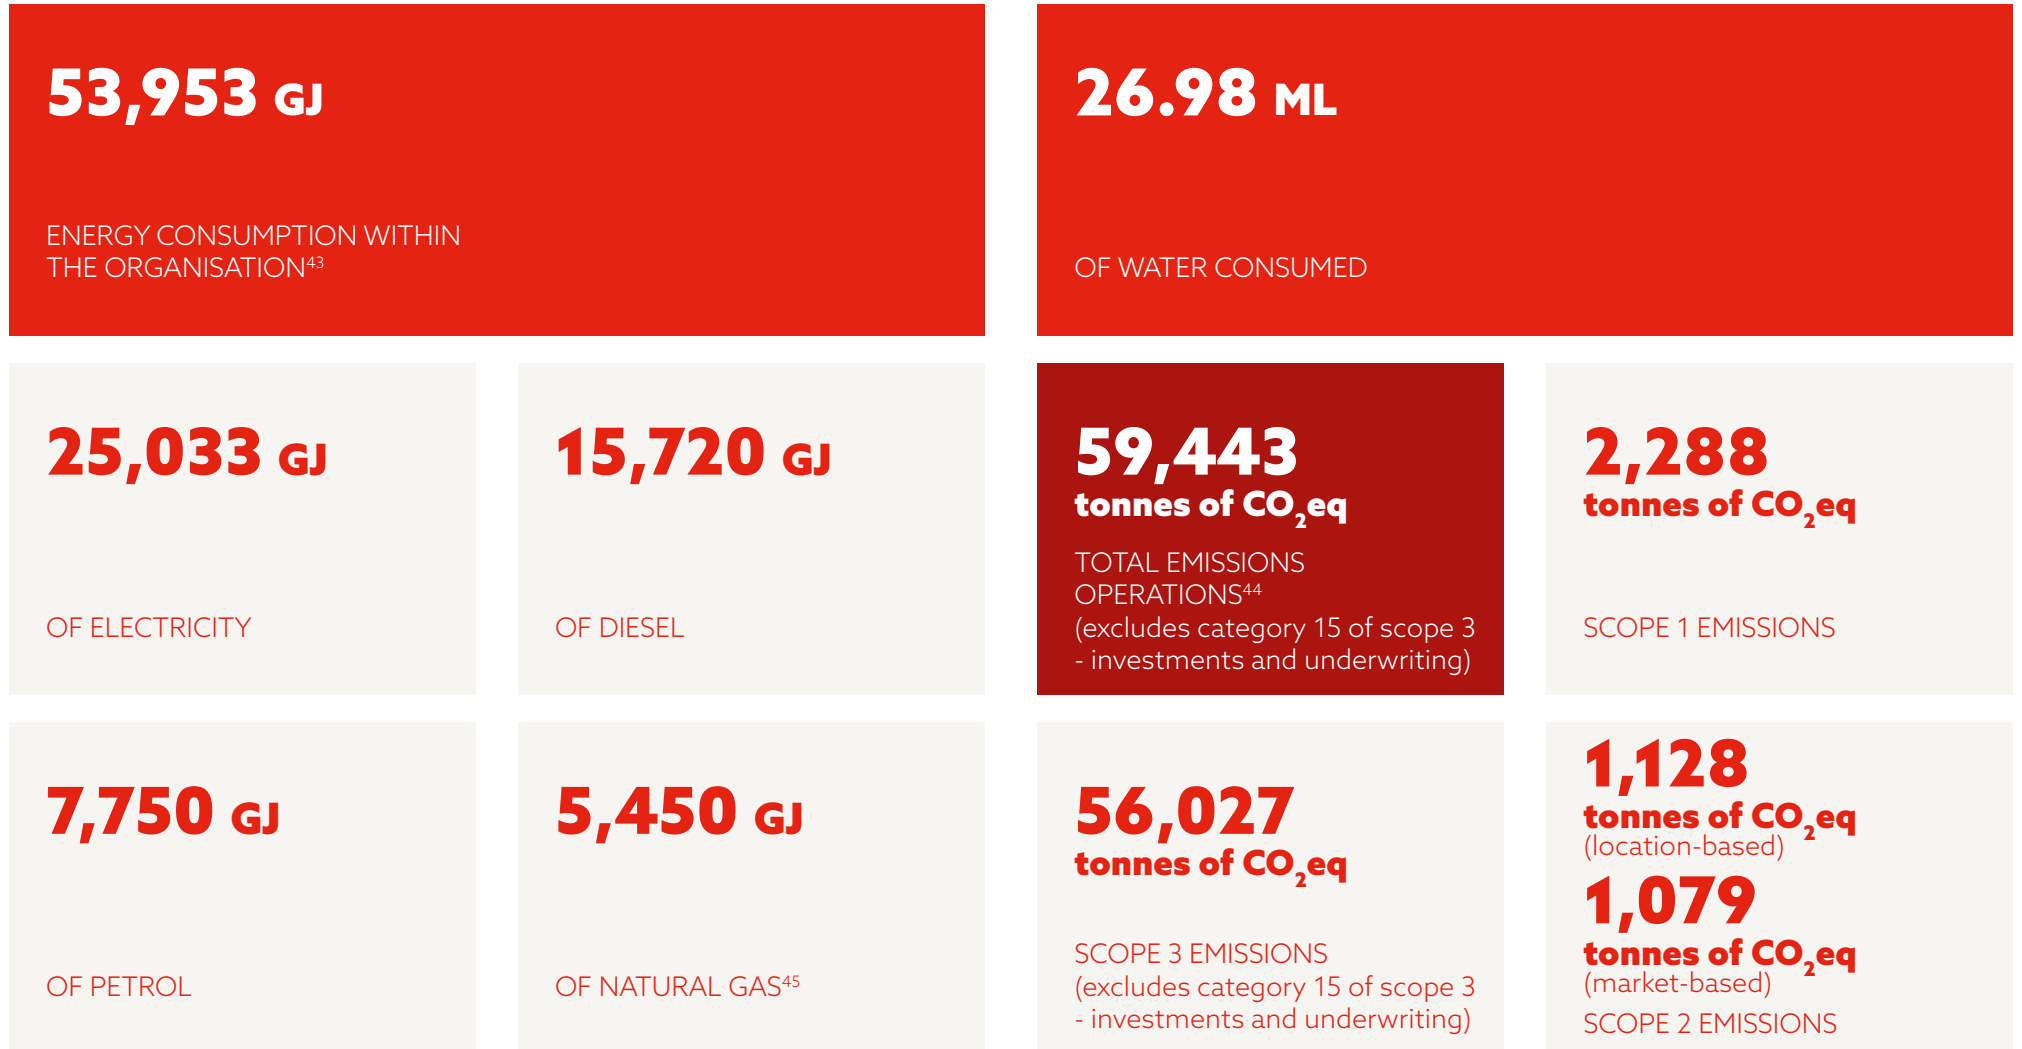 53,953 GJ
ENERGY CONSUMPTION WITHIN
THE ORGANISATION⁴³
26.98 ML
OF WATER CONSUMED
25,033 GJ
OF ELECTRICITY
15,720 GJ
OF DIESEL
59,443
tonnes of CO₂eq
TOTAL EMISSIONS
OPERATIONS⁴⁴
(excludes category 15 of scope 3
- investments and underwriting)
2,288
tonnes of CO₂eq
SCOPE 1 EMISSIONS
7,750 GJ
OF PETROL
5,450 GJ
OF NATURAL GAS⁴⁵
56,027
tonnes of CO₂eq
SCOPE 3 EMISSIONS
(excludes category 15 of scope 3
- investments and underwriting)
1,128
tonnes of CO₂eq
(location-based)
1,079
tonnes of CO₂eq
(market-based)
SCOPE 2 EMISSIONS